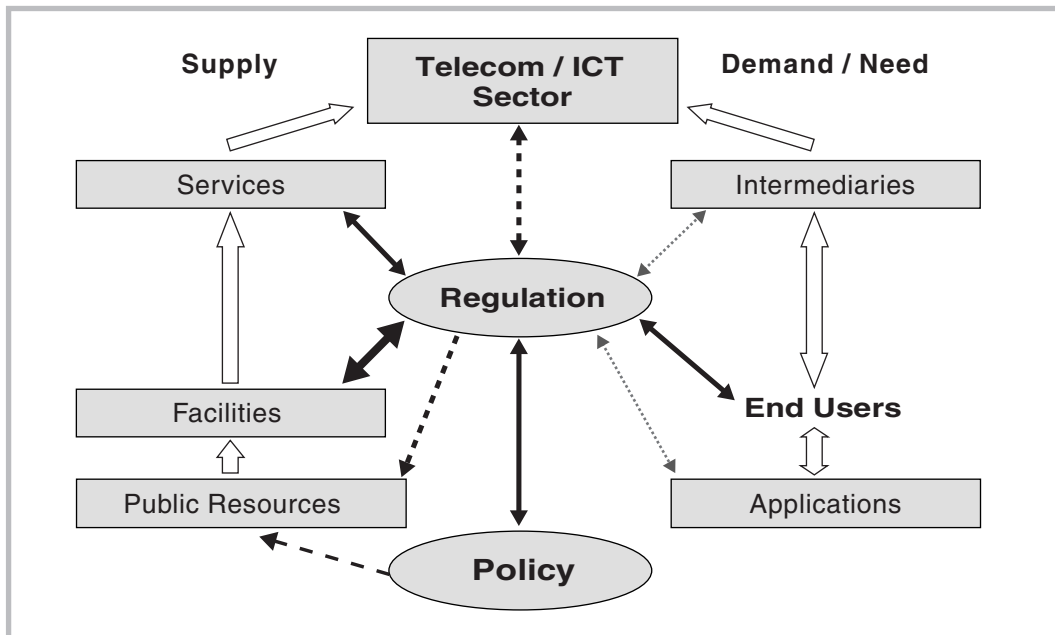 Supply
Telecom / ICT
Sector
Demand / Need
Services
Intermediaries
Regulation
Facilities
End Users
Public Resources
Applications
Policy